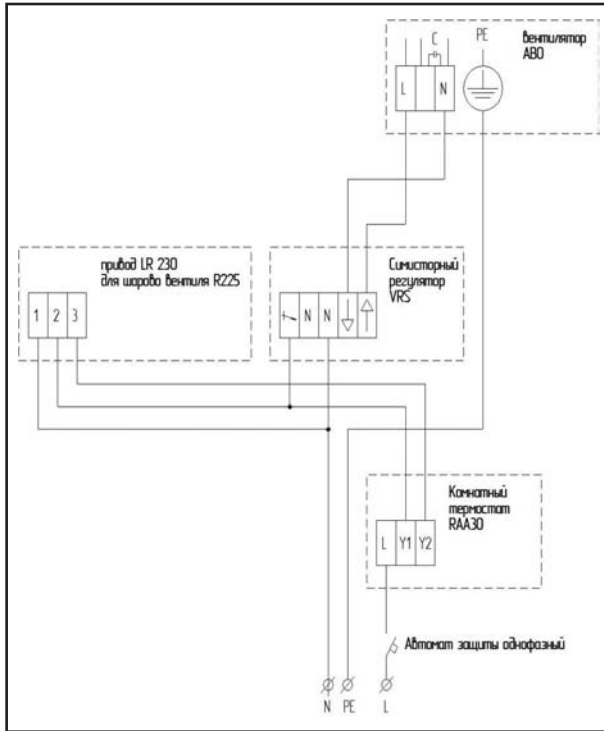 C PE вентилятор
АВО
L N
привод LR 230
для шарова вентиля R225
Симисторный
регулятор
VRS
1 2 3
N N
Комнатный
термостат
RAA30
L Y1 Y2
Автомат защиты однофазный
N PE L